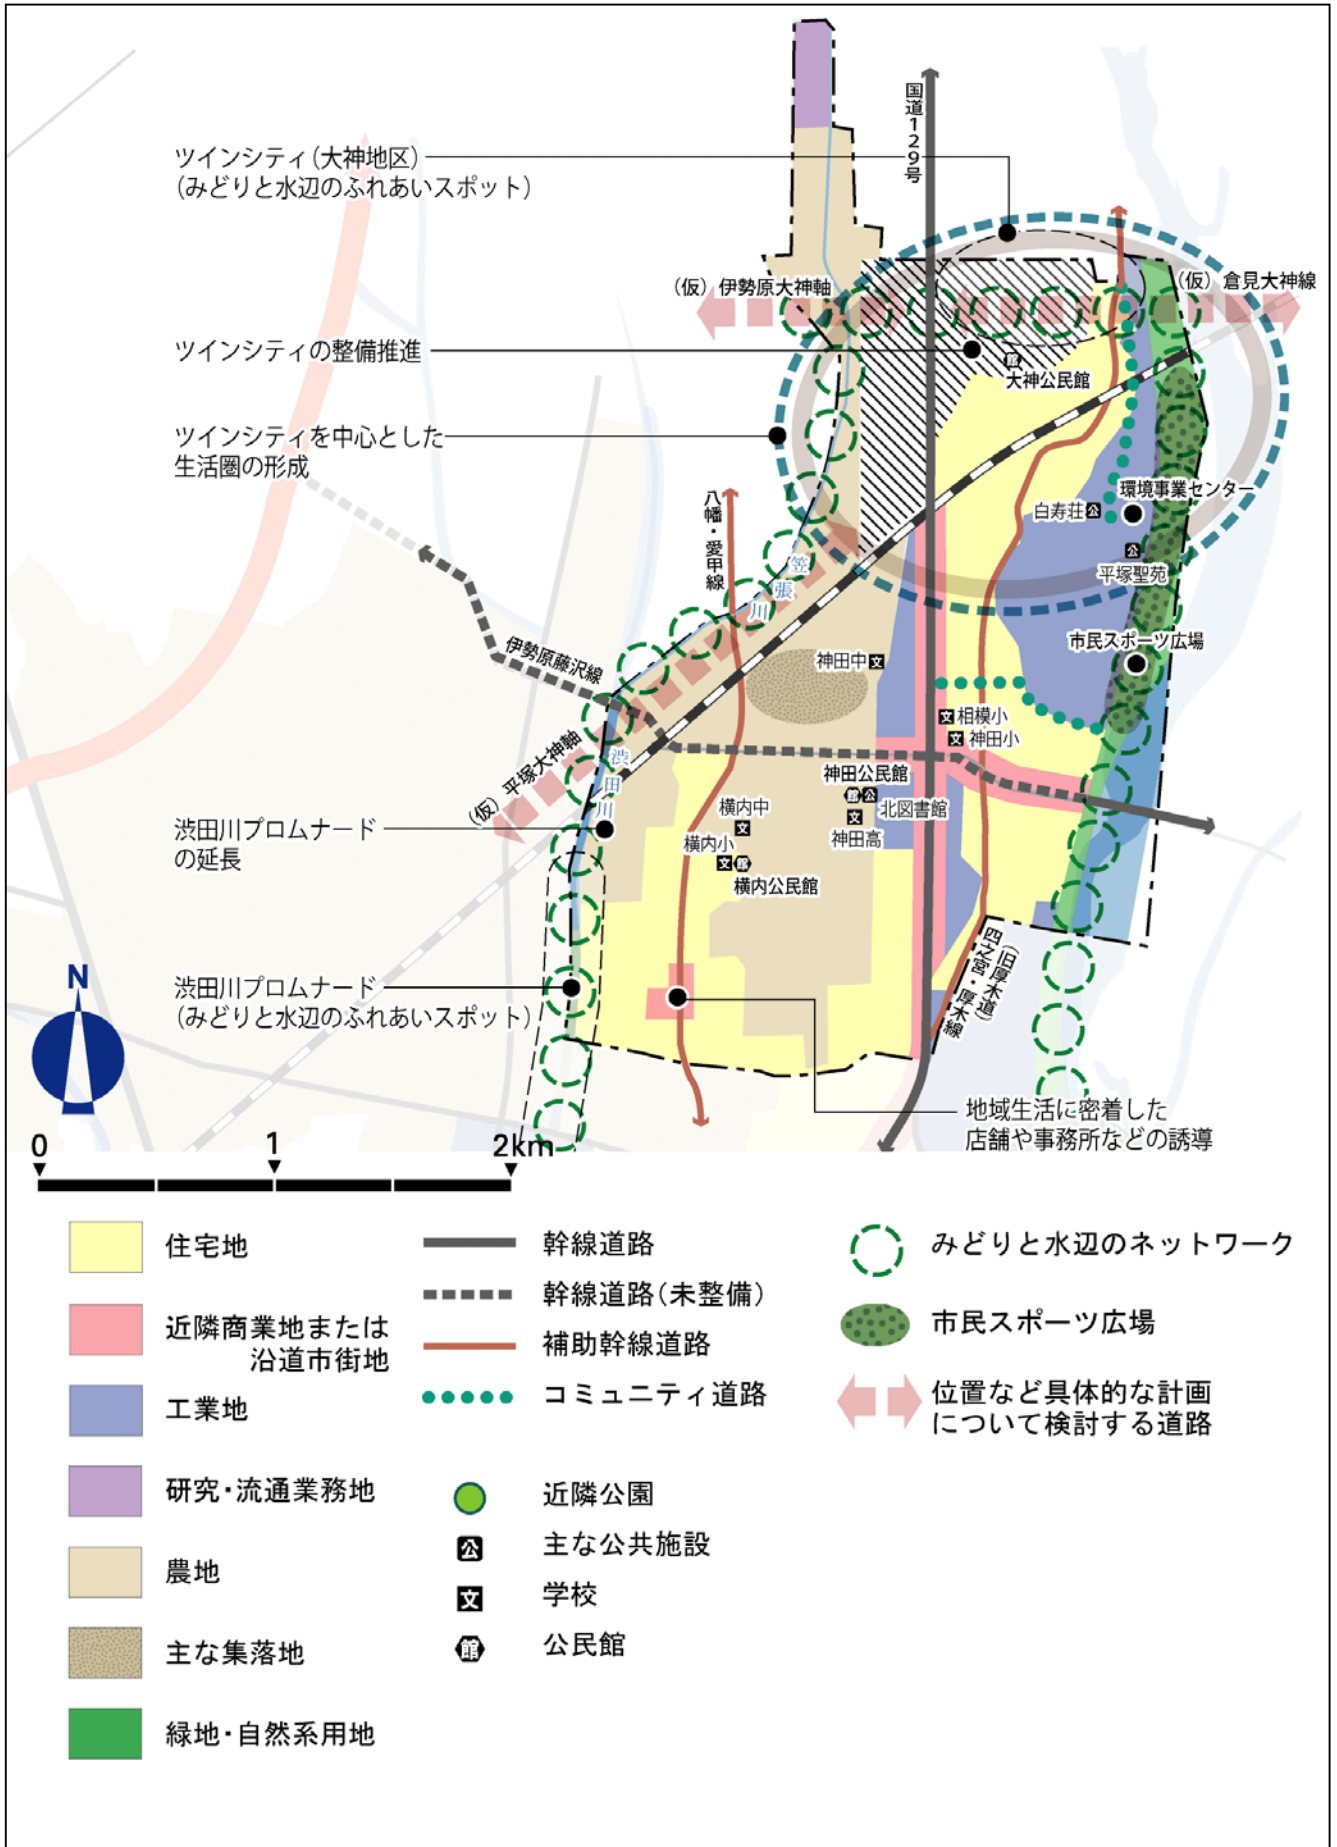 国道129号
ツインシティ(大神地区)
(みどりと水辺のふれあいスポット)
(仮)伊勢原大神軸
(仮)倉見大神線
ツインシティの整備推進
大神公民館
ツインシティを中心とした
生活圏の形成
環境事業センター
白寿荘
公
八幡・愛甲線
笠張川
公
平塚聖苑
伊勢原藤沢線
神田中
文
市民スポーツ広場
文
相模小
文
神田小
(仮)平塚大神軸
渋田川
神田公民館
館
公
北図書館
文
神田高
渋田川プロムナード
の延長
横内中
文
横内小
文
館
横内公民館
(旧厚木道)
四之宮・厚木線
渋田川プロムナード
(みどりと水辺のふれあいスポット)
地域生活に密着した
店舗や事務所などの誘導
N
0 1 2km
住宅地
近隣商業地または
沿道市街地
工業地
研究・流通業務地
農地
主な集落地
緑地・自然系用地
幹線道路
幹線道路(未整備)
補助幹線道路
コミュニティ道路
近隣公園
公 主な公共施設
文 学校
館 公民館
みどりと水辺のネットワーク
市民スポーツ広場
位置など具体的な計画
について検討する道路